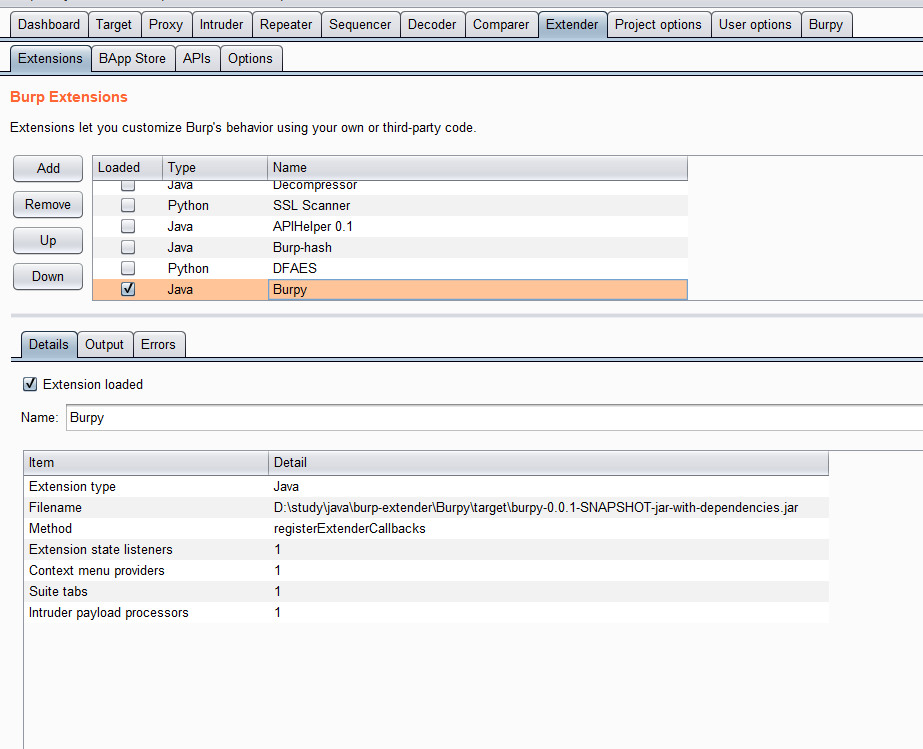 Dashboard Target Proxy Intruder Repeater Sequencer Decoder Comparer Extender Project options User options Burpy
Extensions BApp Store APIs Options
Burp Extensions
Extensions let you customize Burp's behavior using your own or third-party code.
Add Loaded Type Name
Java Decompressor
Remove Python SSL Scanner
Java APIHelper 0.1
Up Java Burp-hash
Down Python DFAES
Java Burpy
Details Output Errors
Extension loaded
Name: Burpy
Item Detail
Extension type Java
Filename D:\study\java\burp-extender\Burpy\target\burpy-0.0.1-SNAPSHOT-jar-with-dependencies.jar
Method registerExtenderCallbacks
Extension state listeners 1
Context menu providers 1
Suite tabs 1
Intruder payload processors 1